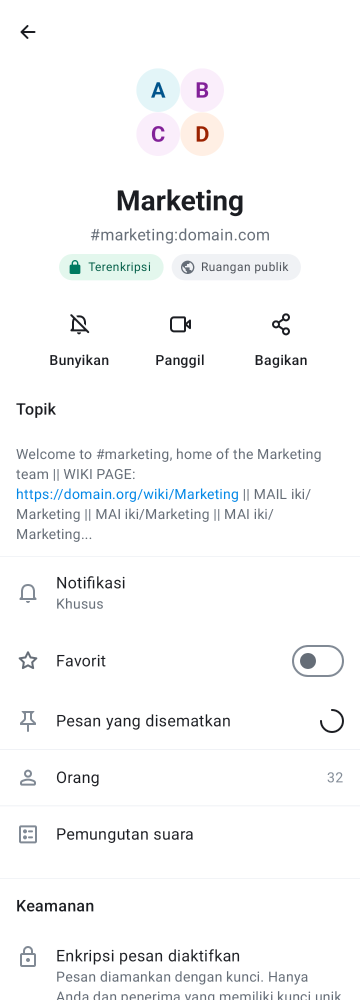 A B
C D
Marketing
#marketing:domain.com
Terenkripsi Ruangan publik
Bunyikan Panggil Bagikan
Topik
Welcome to #marketing, home of the Marketing
team || WIKI PAGE:
https://domain.org/wiki/Marketing || MAIL iki/
Marketing || MAI iki/Marketing || MAI iki/
Marketing...
Notifikasi
Khusus
Favorit
Pesan yang disematkan
Orang 32
Pemungutan suara
Keamanan
Enkripsi pesan diaktifkan
Pesan diamankan dengan kunci. Hanya
Anda dan penerima yang memiliki kunci unik